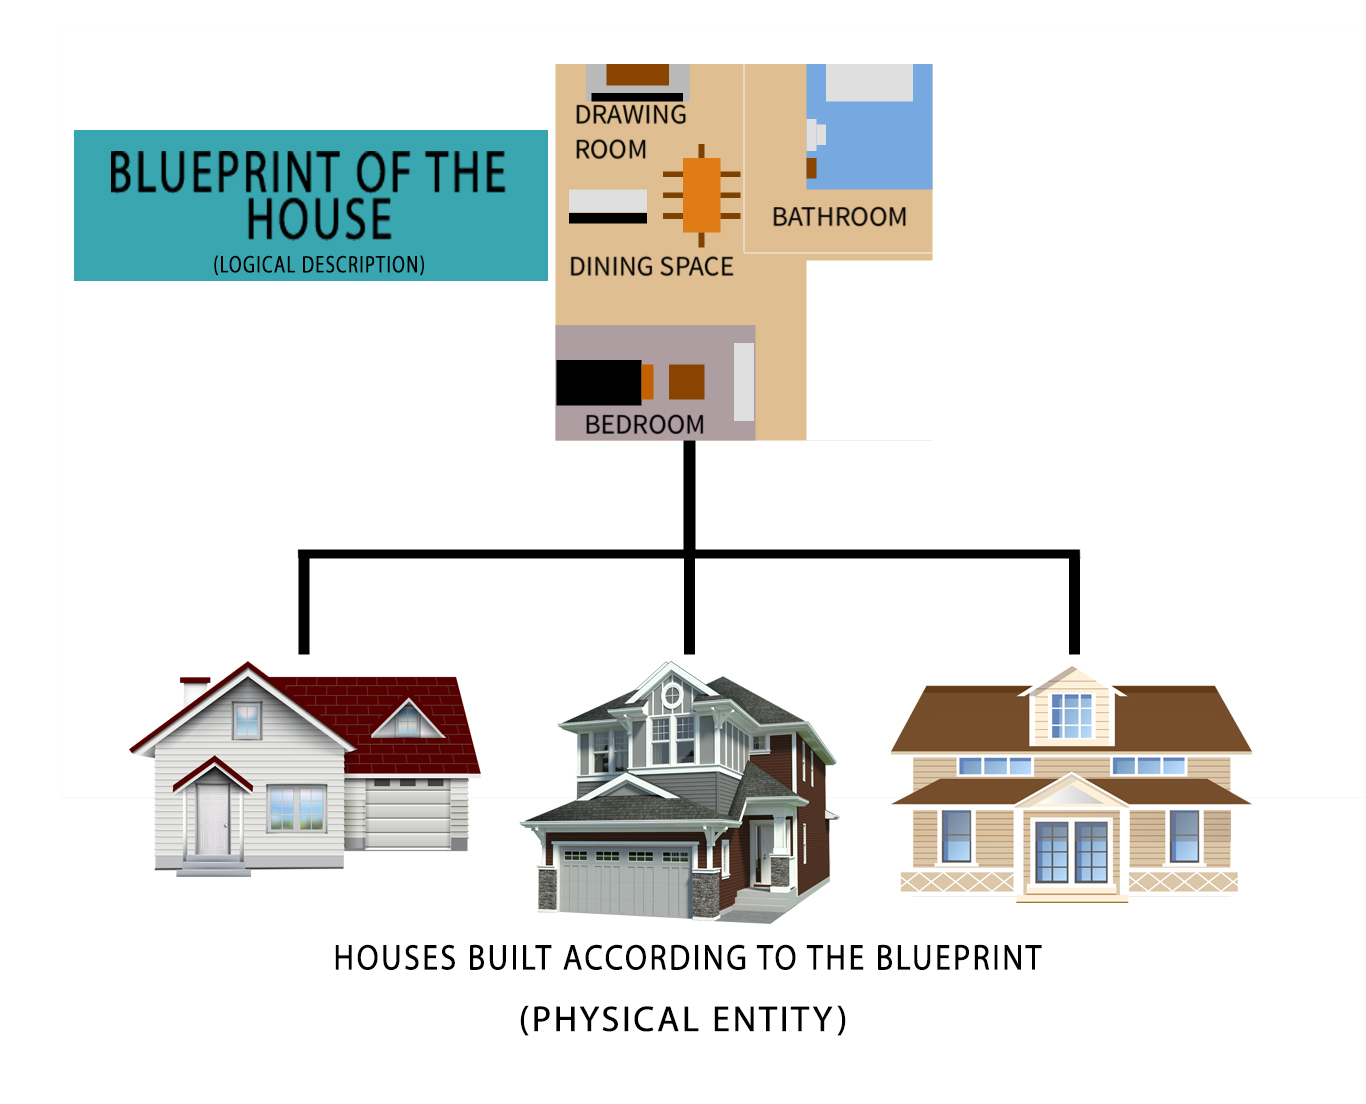 BLUEPRINT OF THE
HOUSE
(LOGICAL DESCRIPTION)
DRAWING
ROOM
BATHROOM
DINING SPACE
BEDROOM
HOUSES BUILT ACCORDING TO THE BLUEPRINT
(PHYSICAL ENTITY)